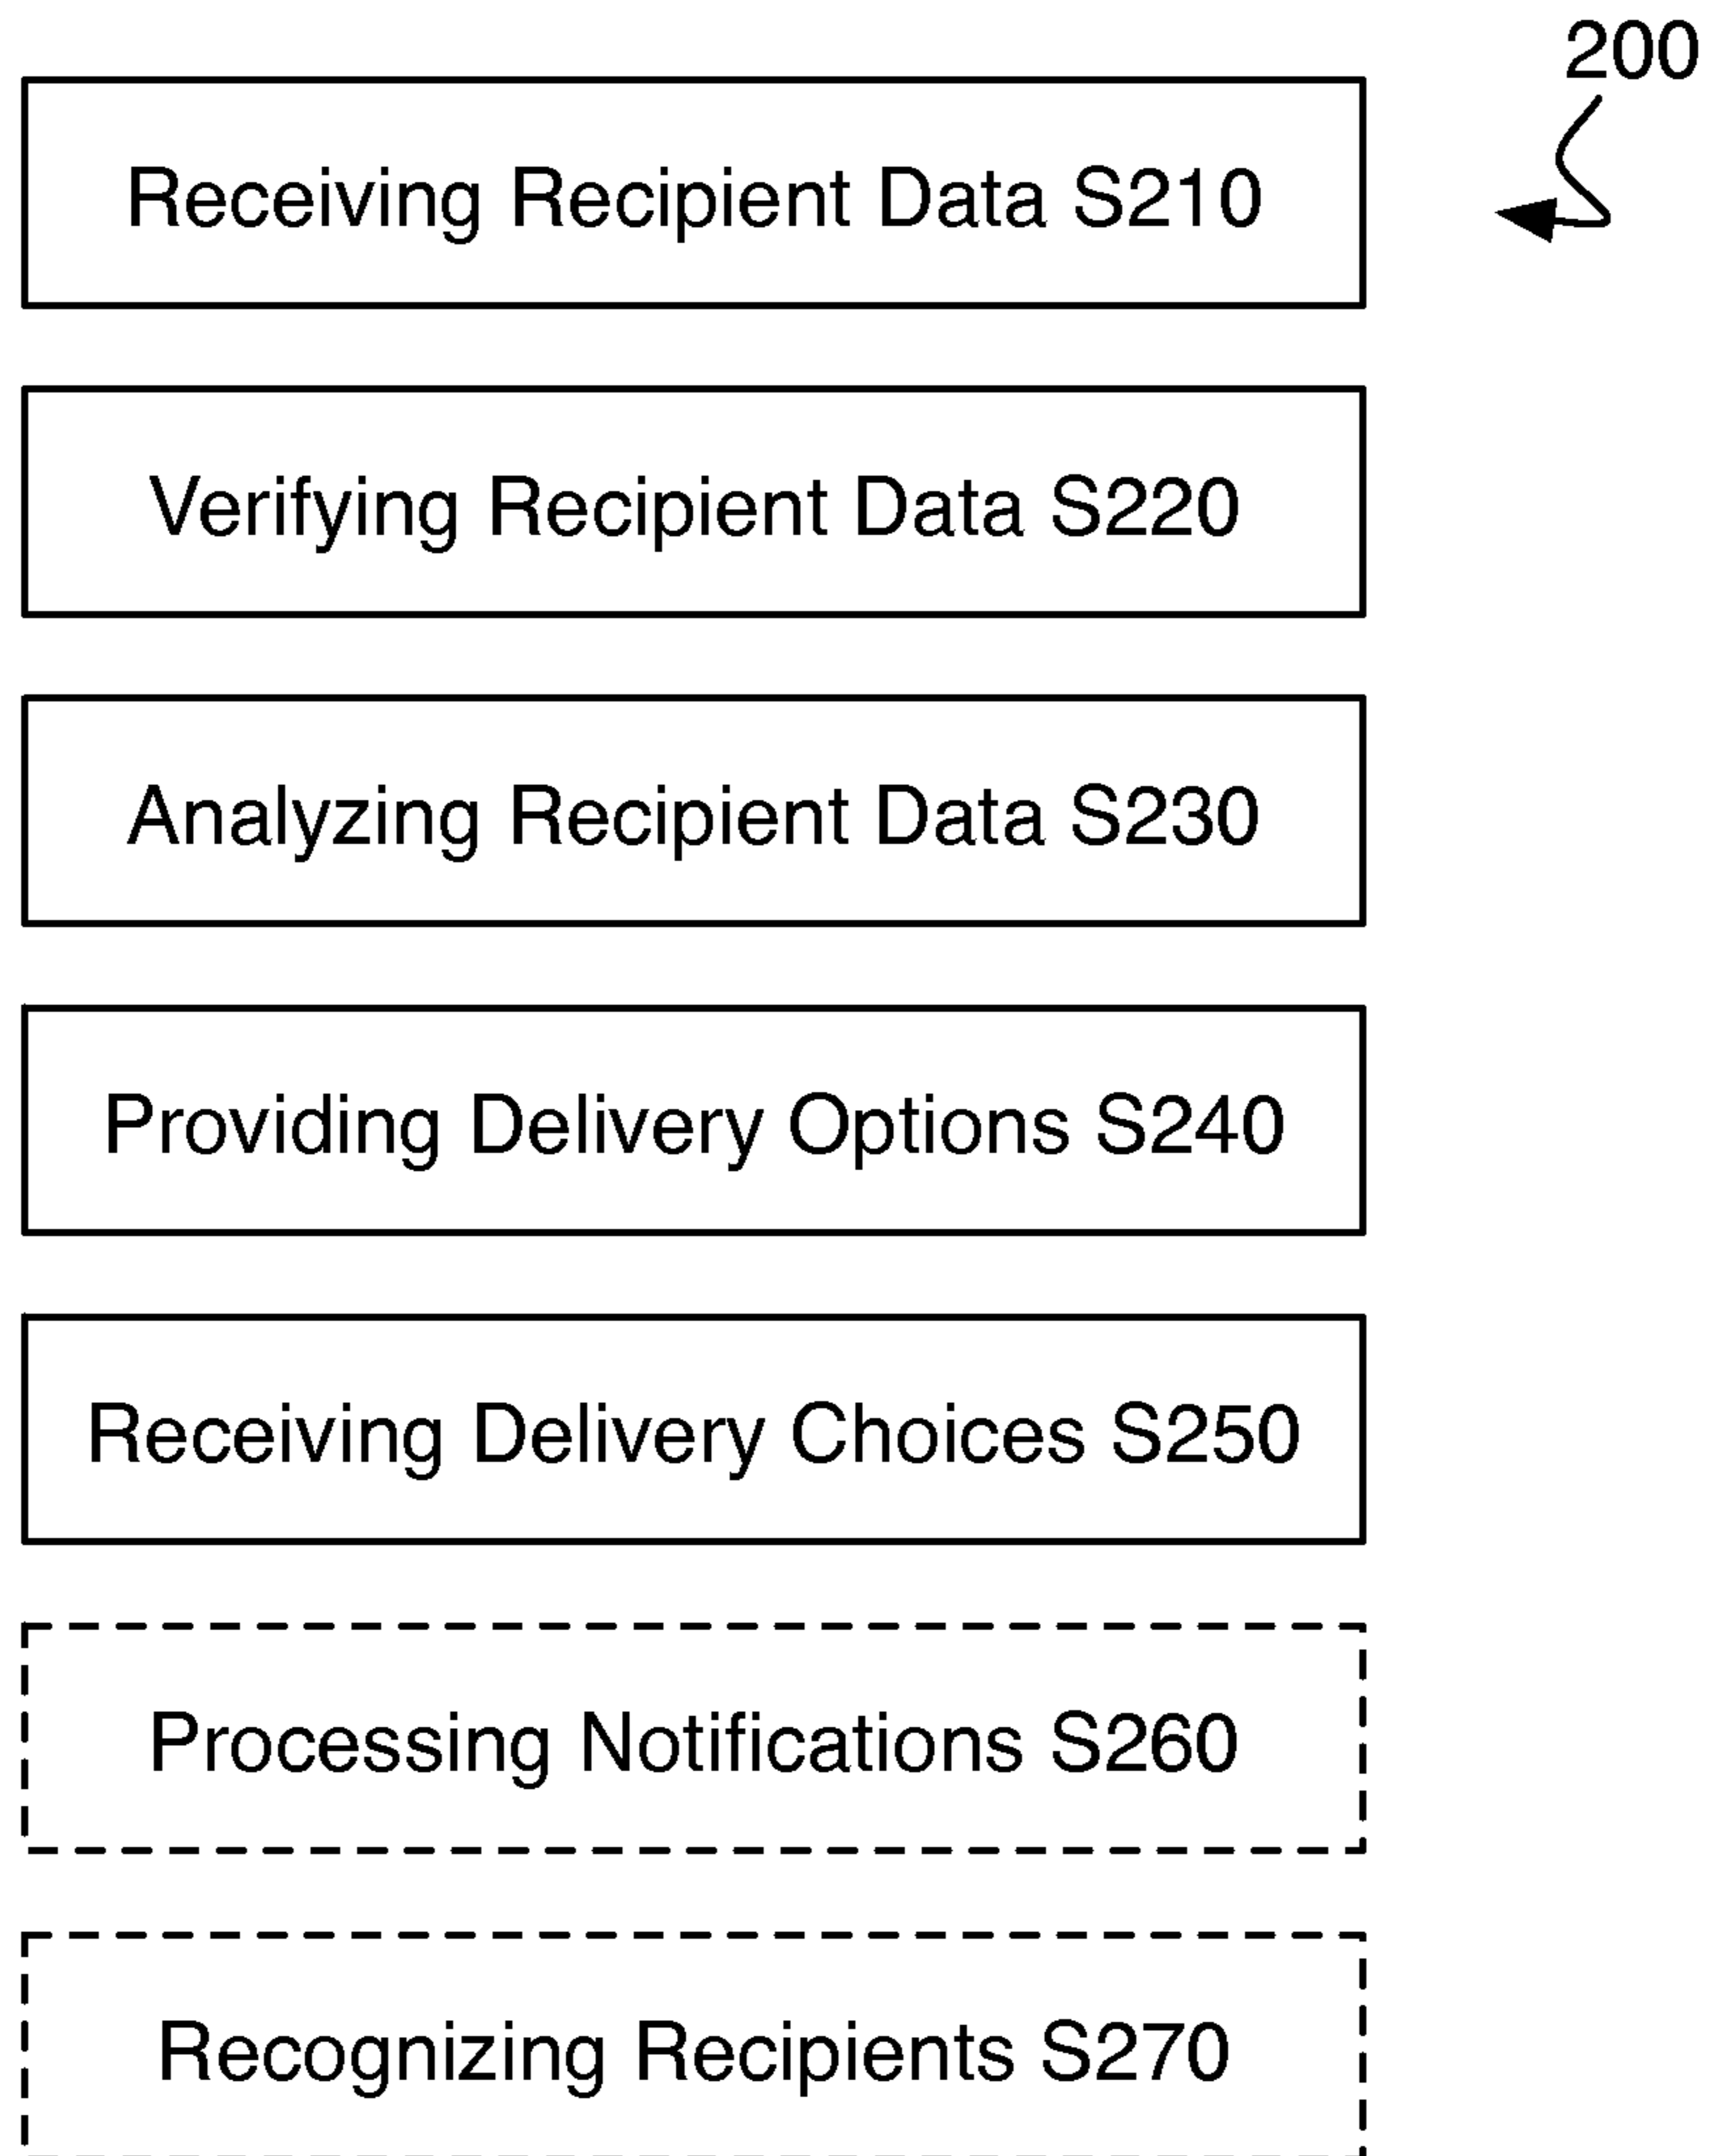 200
Receiving Recipient Data S210
Verifying Recipient Data S220
Analyzing Recipient Data S230
Providing Delivery Options S240
Receiving Delivery Choices S250
Processing Notifications S260
Recognizing Recipients S270